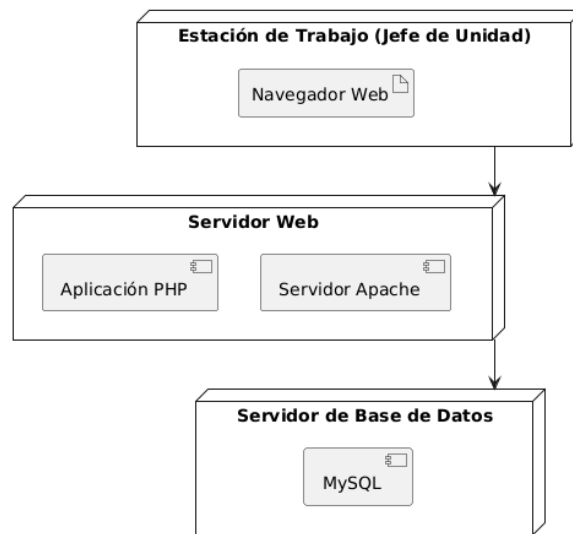 Estación de Trabajo (Jefe de Unidad)
Navegador Web
Servidor Web
Aplicación PHP
Servidor Apache
Servidor de Base de Datos
MySQL